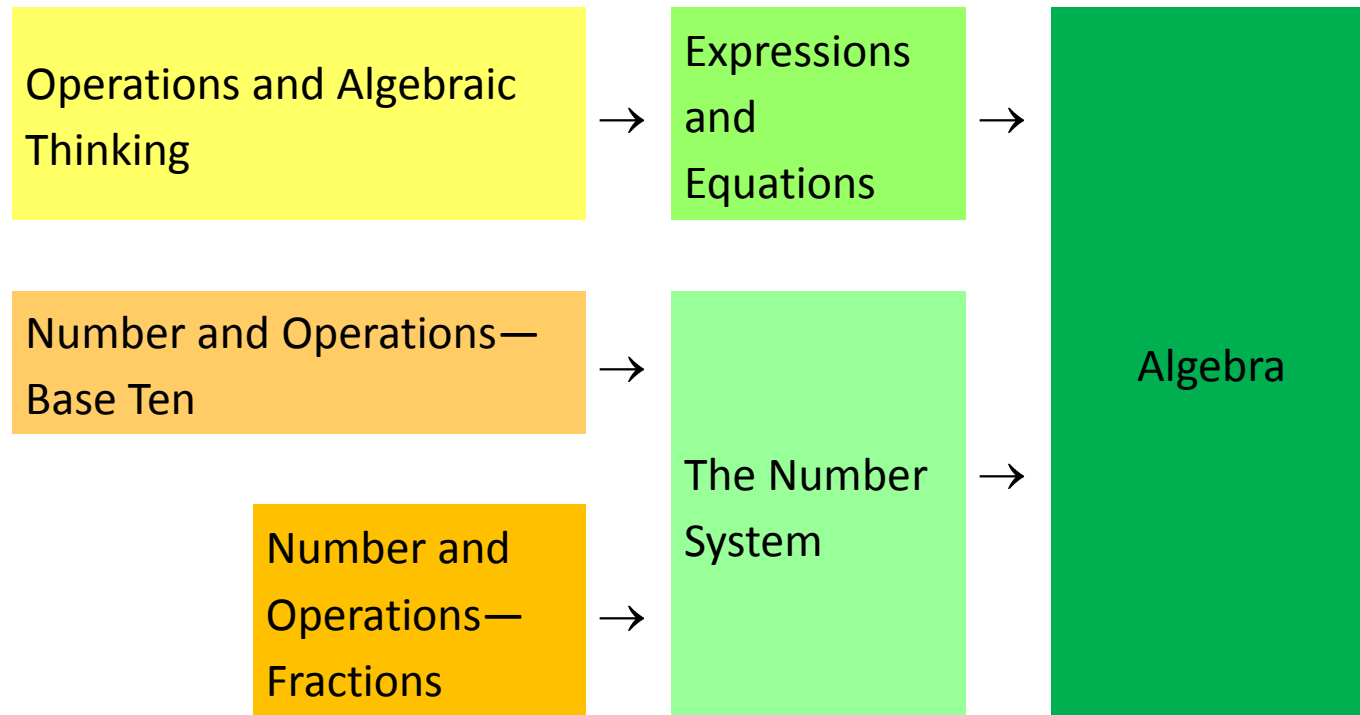 Operations and Algebraic
Thinking
→
Expressions
and
Equations
→
Number and Operations—
Base Ten
→
Number and
Operations—
Fractions
→
The Number
System
→
Algebra